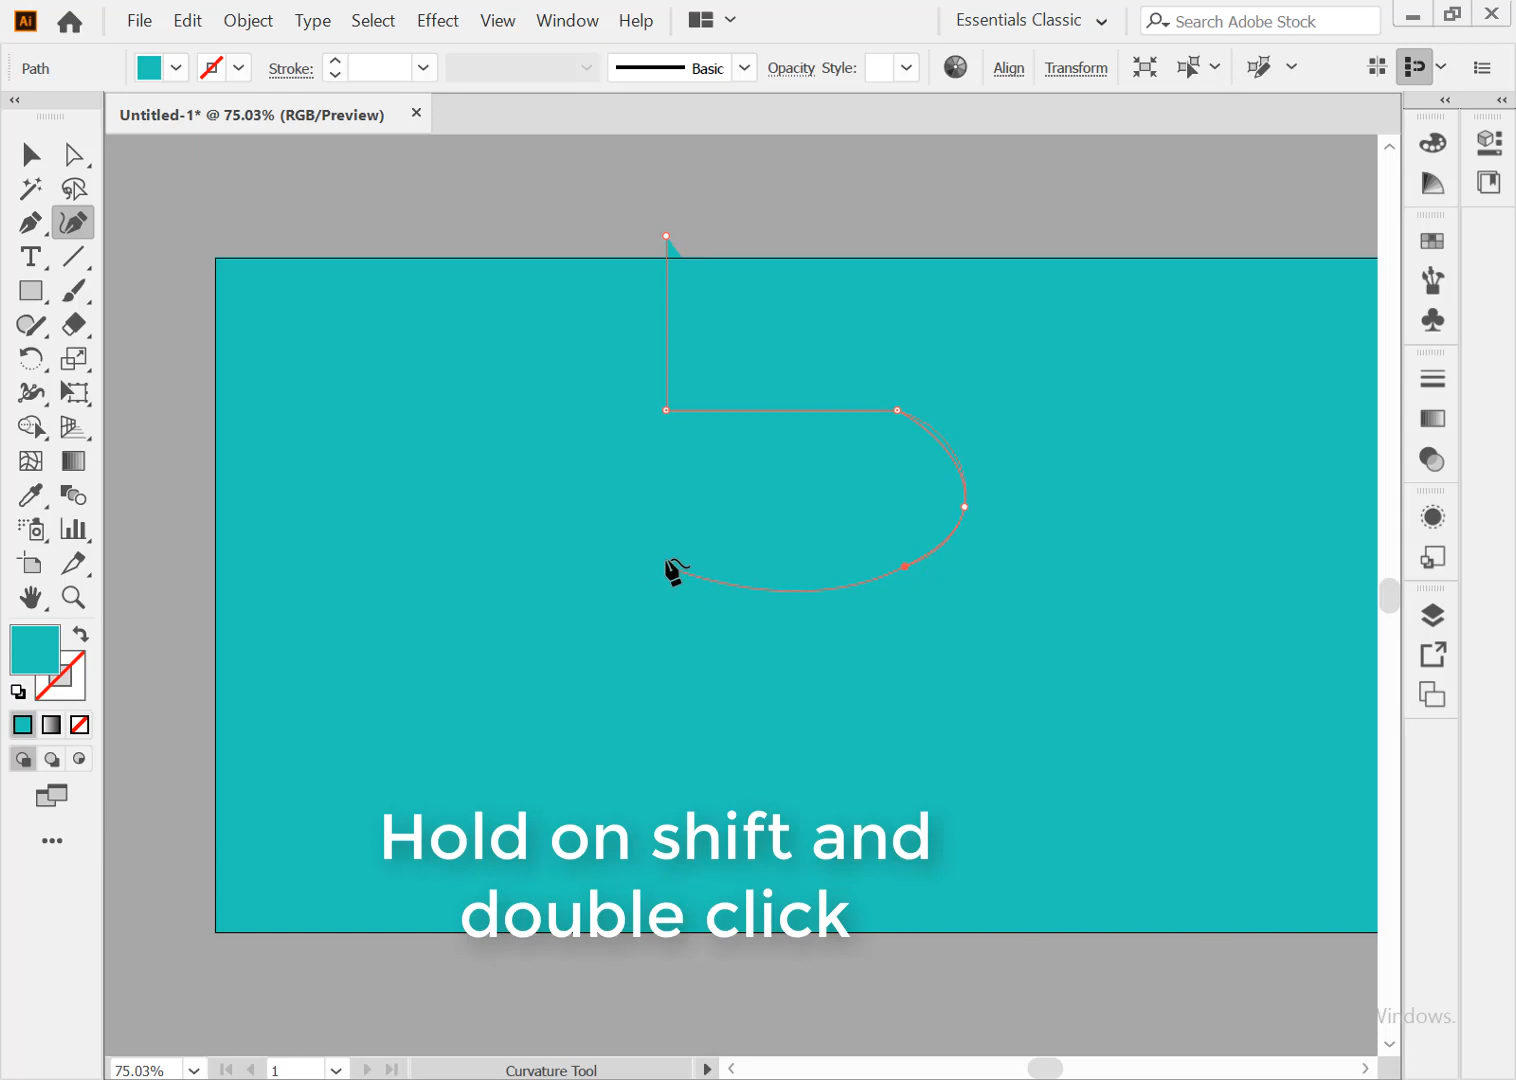 Ai File Edit Object Type Select Effect View Window Help Essentials Classic Search Adobe Stock
Path Stroke: Basic Opacity Style: Align Transform
Untitled-1* @ 75.03% (RGB/Preview)
Hold on shift and
double click
Windows.
75.03% 1 Curvature Tool